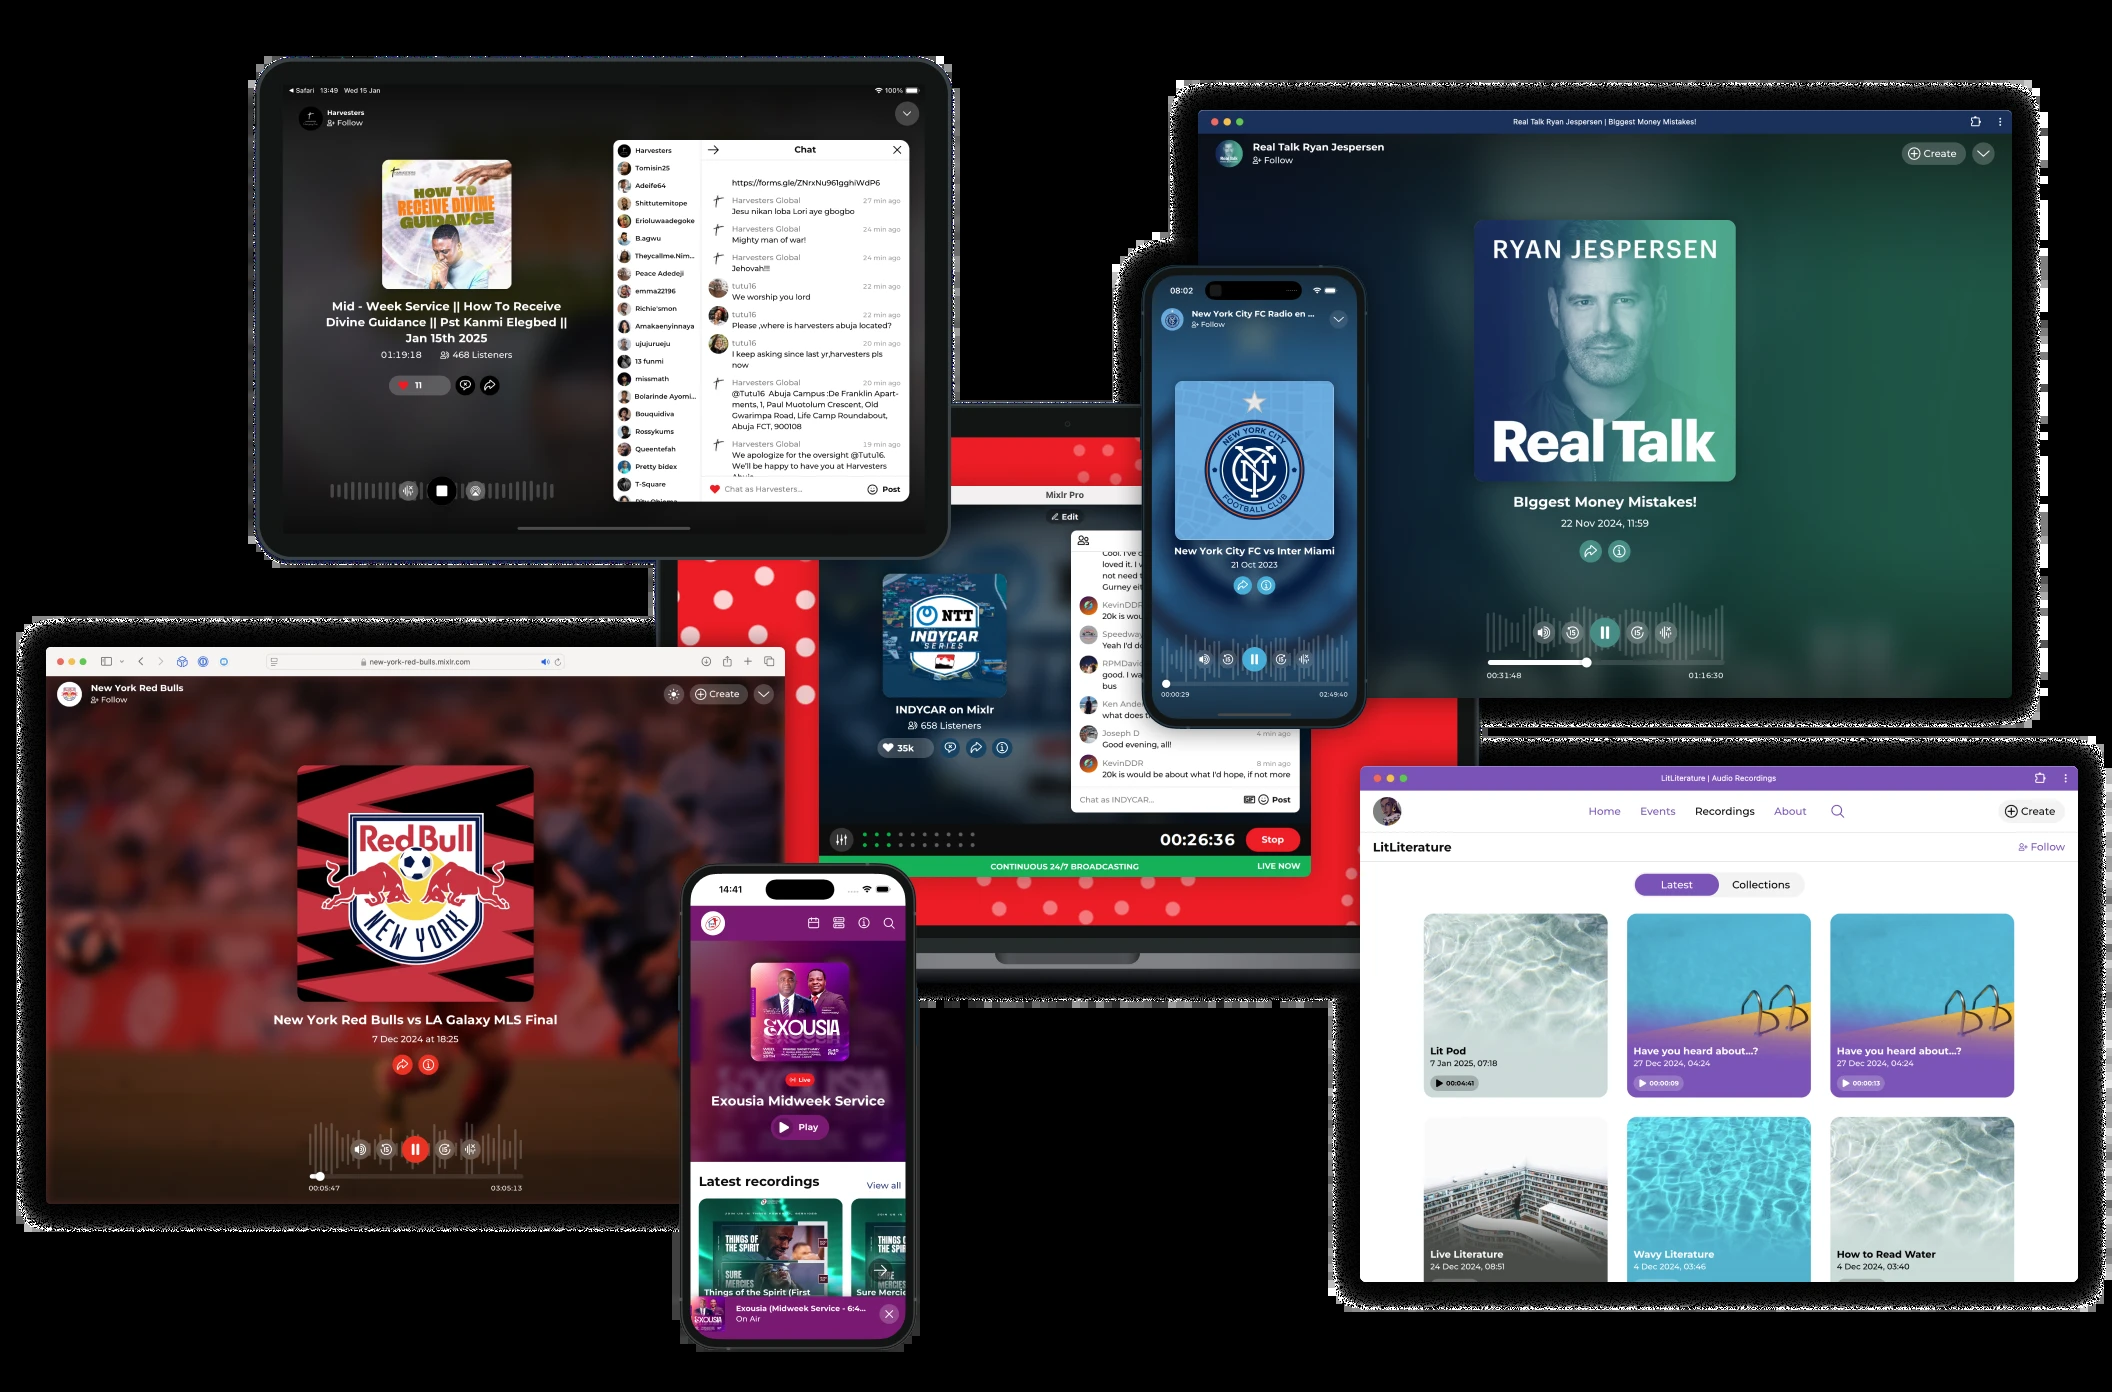 Safari 13:49 Wed 15 Jan
100%
Harvesters
Follow
HOW TO
RECEIVE DIVINE
GUIDANCE
Mid - Week Service || How To Receive
Divine Guidance || Pst Kanmi Elegbed ||
Jan 15th 2025
01:19:18 468 Listeners
11
Harvesters
Tomisin25
Adeife64
Shittutemitope
Erioluwaadegoke
B.agwu
Theycallme.Nim...
Peace Adedeji
emma22196
Richie'smon
Amakaenyinnaya
ujujurueju
13 funmi
missmath
Bolarinde Ayomi...
Bouquidiva
Rossykums
Queentefah
Pretty bidex
T-Square
Chat
https://forms.gle/ZNrxNu961gghiWdP6
Harvesters Global 27 min ago
Jesu nikan loba Lori aye gbogbo
Harvesters Global 24 min ago
Mighty man of war!
Harvesters Global 24 min ago
Jehovah!!!
tutu16 22 min ago
We worship you lord
tutu16 22 min ago
Please ,where is harvesters abuja located?
tutu16 20 min ago
I keep asking since last yr,harvesters pls
now
Harvesters Global 20 min ago
@Tutu16 Abuja Campus :De Franklin Apart-
ments, 1, Paul Muotolum Crescent, Old
Gwarimpa Road, Life Camp Roundabout,
Abuja FCT, 900108
Harvesters Global 19 min ago
We apologize for the oversight @Tutu16.
We'll be happy to have you at Harvesters
Chat as Harvesters... Post
Real Talk Ryan Jespersen | BIggest Money Mistakes!
Real Talk Ryan Jespersen
Follow
Create
RYAN JESPERSEN
Real Talk
BIggest Money Mistakes!
22 Nov 2024, 11:59
15
15
00:31:48 01:16:30
08:02
New York City FC Radio en ...
Follow
NEW YORK CITY
NYC
FOOTBALL CLUB
New York City FC vs Inter Miami
21 Oct 2023
15
15
00:00:29 02:49:40
Mixlr Pro
Edit
NTT
INDYCAR
SERIES
INDYCAR on Mixlr
658 Listeners
35k
Cool. I've
loved it. I
not need
Gurney
KevinDDR
20k is
Speedway
Yeah I'd
RPMDavid
good. I
bus
Ken
what does
Joseph D 4 min ago
Good evening, all!
KevinDDR 8 min ago
20k is would be about what I'd hope, if not more
Chat as INDYCAR... GIF Post
00:26:36 Stop
CONTINUOUS 24/7 BROADCASTING LIVE NOW
new-york-red-bulls.mixlr.com
New York Red Bulls
Follow
Create
Red Bull
NEW YORK
New York Red Bulls vs LA Galaxy MLS Final
7 Dec 2024 at 18:25
15
15
00:05:47 03:05:13
14:41
EXOUSIA
Live
Exousia Midweek Service
Play
Latest recordings View all
THINGS OF
THE SPIRIT
SURE
MERCIES
Things of the Spirit (First
Sure Mercie
Exousia (Midweek Service - 6:4...
On Air
EXOUSIA
LitLiterature | Audio Recordings
Home Events Recordings About
Create
LitLiterature
Follow
Latest Collections
Lit Pod
7 Jan 2025, 07:18
00:04:41
Have you heard about...?
27 Dec 2024, 04:24
00:00:09
Have you heard about...?
27 Dec 2024, 04:24
00:00:13
Live Literature
24 Dec 2024, 08:51
Wavy Literature
4 Dec 2024, 03:46
How to Read Water
4 Dec 2024, 03:40